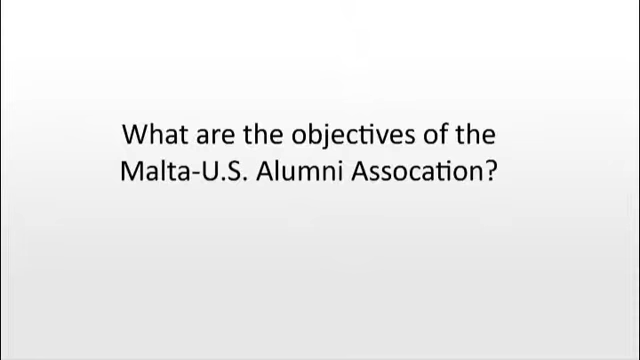 What are the objectives of the
Malta-U.S. Alumni Assocation?